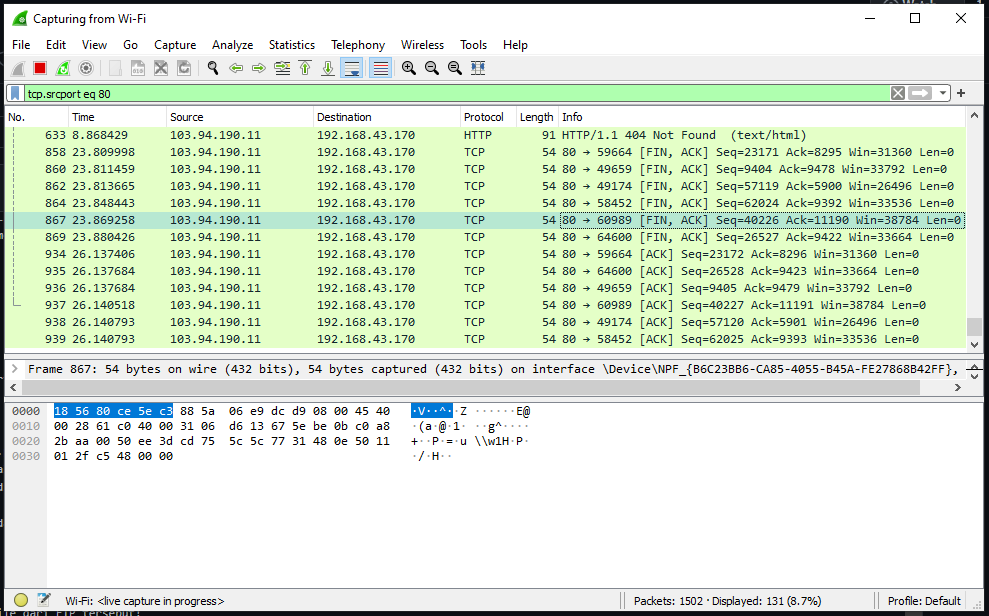 Capturing from Wi-Fi
File Edit View Go Capture Analyze Statistics Telephony Wireless Tools Help
tcp.srcport eq 80
No. Time Source Destination Protocol Length Info
633 8.868429 103.94.190.11 192.168.43.170 HTTP 91 HTTP/1.1 404 Not Found (text/html)
858 23.809998 103.94.190.11 192.168.43.170 TCP 54 80 → 59664 [FIN, ACK] Seq=23171 Ack=8295 Win=31360 Len=0
860 23.811459 103.94.190.11 192.168.43.170 TCP 54 80 → 49659 [FIN, ACK] Seq=9404 Ack=9478 Win=33792 Len=0
862 23.813665 103.94.190.11 192.168.43.170 TCP 54 80 → 49174 [FIN, ACK] Seq=57119 Ack=5900 Win=26496 Len=0
864 23.848443 103.94.190.11 192.168.43.170 TCP 54 80 → 58452 [FIN, ACK] Seq=62024 Ack=9392 Win=33536 Len=0
867 23.869258 103.94.190.11 192.168.43.170 TCP 54 80 → 60989 [FIN, ACK] Seq=40226 Ack=11190 Win=38784 Len=0
869 23.880426 103.94.190.11 192.168.43.170 TCP 54 80 → 64600 [FIN, ACK] Seq=26527 Ack=9422 Win=33664 Len=0
934 26.137406 103.94.190.11 192.168.43.170 TCP 54 80 → 59664 [ACK] Seq=23172 Ack=8296 Win=31360 Len=0
935 26.137684 103.94.190.11 192.168.43.170 TCP 54 80 → 64600 [ACK] Seq=26528 Ack=9423 Win=33664 Len=0
936 26.137684 103.94.190.11 192.168.43.170 TCP 54 80 → 49659 [ACK] Seq=9405 Ack=9479 Win=33792 Len=0
937 26.140518 103.94.190.11 192.168.43.170 TCP 54 80 → 60989 [ACK] Seq=40227 Ack=11191 Win=38784 Len=0
938 26.140793 103.94.190.11 192.168.43.170 TCP 54 80 → 49174 [ACK] Seq=57120 Ack=5901 Win=26496 Len=0
939 26.140793 103.94.190.11 192.168.43.170 TCP 54 80 → 58452 [ACK] Seq=62025 Ack=9393 Win=33536 Len=0
Frame 867: 54 bytes on wire (432 bits), 54 bytes captured (432 bits) on interface \Device\NPF_{B6C23BB6-CA85-4055-B45A-FE27868B42FF},
0000 18 56 80 ce 5e c3 88 5a 06 e9 dc d9 08 00 45 40 ·V··^··Z ······E@
0010 00 28 61 c0 40 00 31 06 d6 13 67 5e be 0b c0 a8 ·(a·@·1· ··g^····
0020 2b aa 00 50 ee 3d cd 75 5c 5c 77 31 48 0e 50 11 +··P·=·u \\w1H·P·
0030 01 2f c5 48 00 00 ·/·H··
Wi-Fi: <live capture in progress> Packets: 1502 · Displayed: 131 (8.7%) Profile: Default